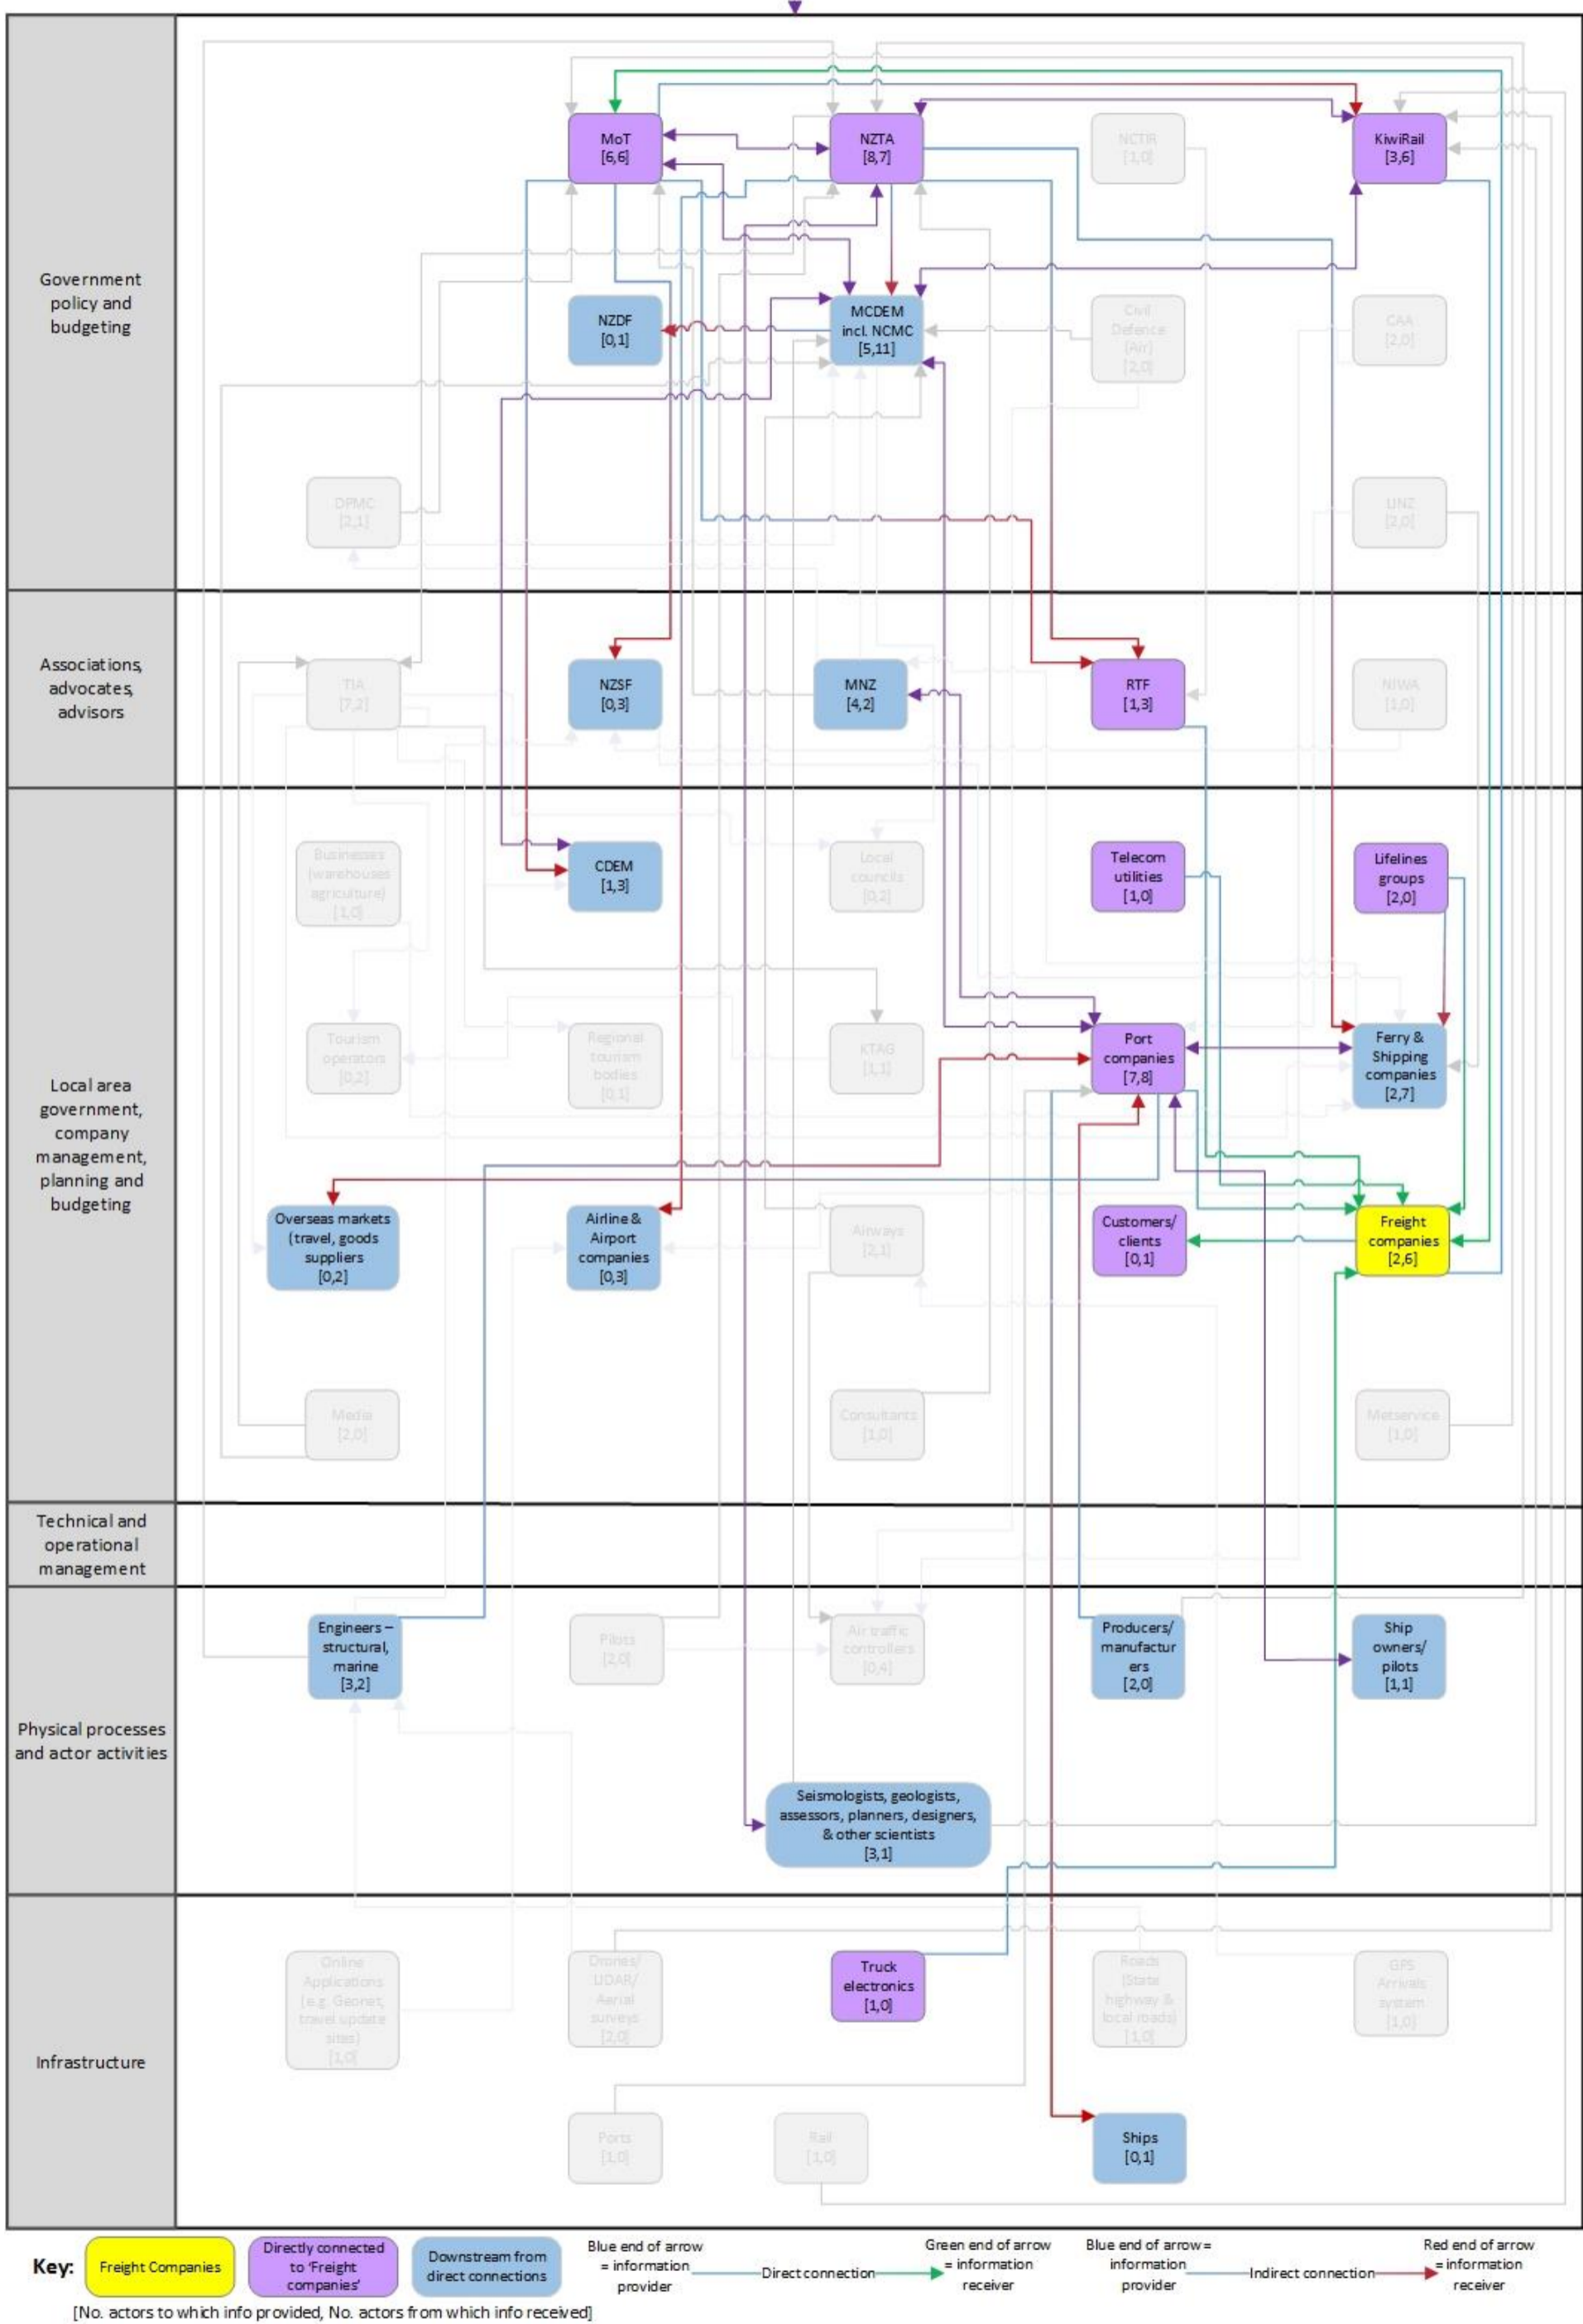 Government
policy and
budgeting
MoT
[6,6]
NZTA
[8,7]
NCTIR
[1,0]
KiwiRail
[3,6]
NZDF
[0,1]
MCDEM
incl. NCMC
[5,11]
Civil
Defence
(Air)
[2,0]
CAA
[2,0]
DPMC
[2,1]
LINZ
[2,0]
Associations,
advocates,
advisors
TIA
[7,2]
NZSF
[0,3]
MNZ
[4,2]
RTF
[1,3]
NIWA
[1,0]
Local area
government,
company
management,
planning and
budgeting
Businesses
(warehouses
agriculture)
[1,0]
CDEM
[1,3]
Local
councils
[0,2]
Telecom
utilities
[1,0]
Lifelines
groups
[2,0]
Tourism
operators
[0,2]
Regional
tourism
bodies
[0,1]
KTAG
[1,1]
Port
companies
[7,8]
Ferry &
Shipping
companies
[2,7]
Overseas markets
(travel, goods
suppliers
[0,2]
Airline &
Airport
companies
[0,3]
Airways
[2,1]
Customers/
clients
[0,1]
Freight
companies
[2,6]
Media
[2,0]
Consultants
[1,0]
Metservice
[1,0]
Technical and
operational
management
Physical processes
and actor activities
Engineers –
structural,
marine
[3,2]
Pilots
[2,0]
Air traffic
controllers
[0,4]
Producers/
manufactur
ers
[2,0]
Ship
owners/
pilots
[1,1]
Seismologists, geologists,
assessors, planners, designers,
& other scientists
[3,1]
Infrastructure
Online
Applications
(e.g. Geonet,
travel update
sites)
[1,0]
Drones/
LIDAR/
Aerial
surveys
[2,0]
Truck
electronics
[1,0]
Roads
(State
highway &
local roads)
[1,0]
GPS
Arrivals
system
[1,0]
Ports
[1,0]
Rail
[1,0]
Ships
[0,1]
Key:
Freight Companies
Directly connected
to 'Freight
companies'
Downstream from
direct connections
Blue end of arrow
= information
provider
Direct connection
Green end of arrow
= information
receiver
Blue end of arrow=
information
provider
Indirect connection
Red end of arrow
=information
receiver
[No. actors to which info provided, No. actors from which info received]